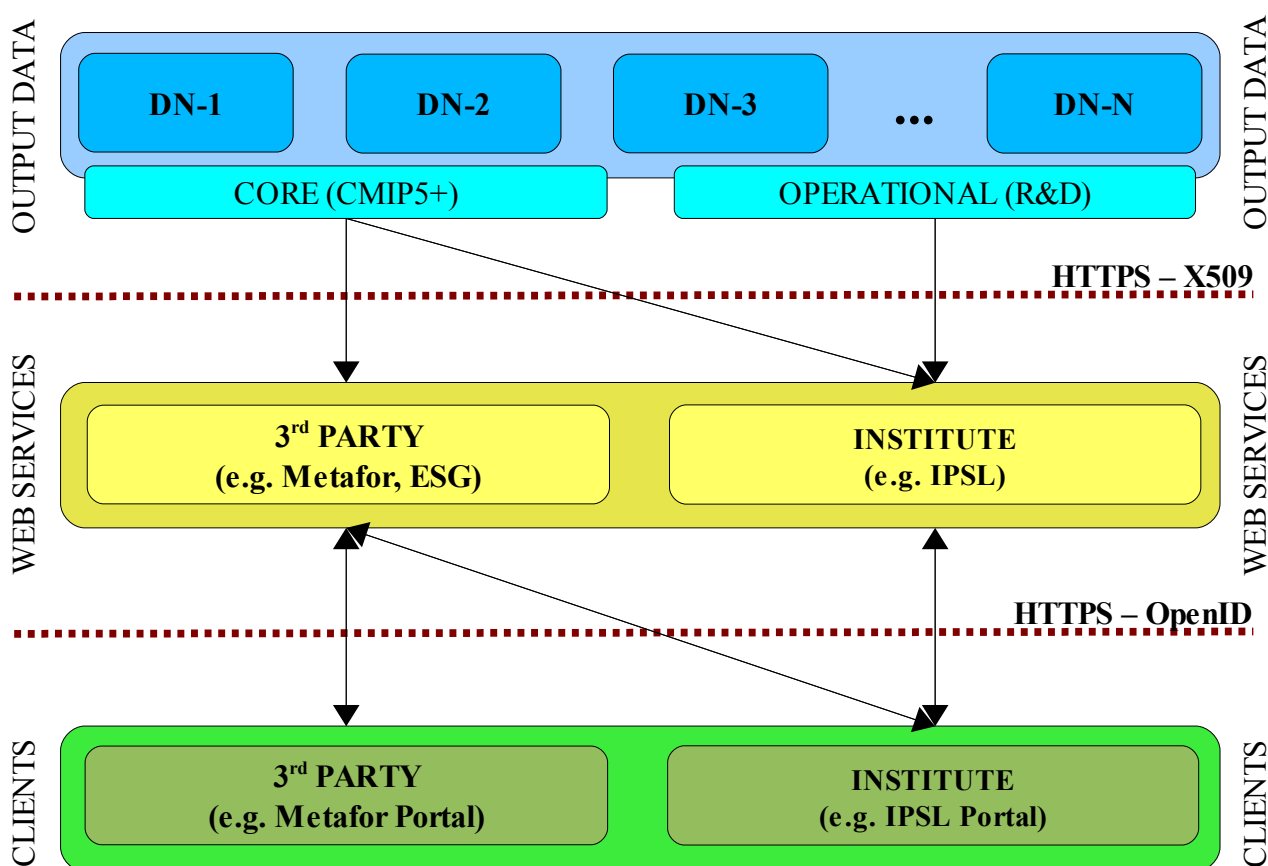 OUTPUT DATA
OUTPUT DATA
DN-1
DN-2
DN-3
...
DN-N
CORE (CMIP5+)
OPERATIONAL (R&D)
HTTPS – X509
WEB SERVICES
WEB SERVICES
3rd PARTY
(e.g. Metafor, ESG)
INSTITUTE
(e.g. IPSL)
HTTPS – OpenID
CLIENTS
CLIENTS
3rd PARTY
(e.g. Metafor Portal)
INSTITUTE
(e.g. IPSL Portal)